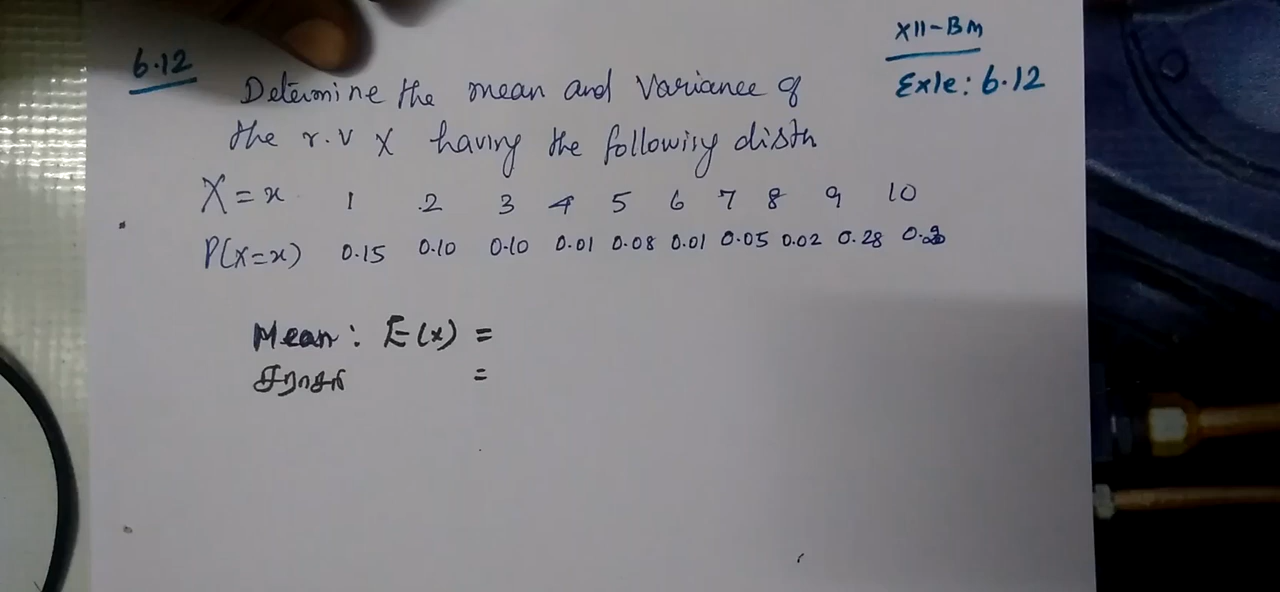 XII-BM
6.12
Exle: 6.12
Determine the mean and Variance of
the r.v X having the following distn
X=x 1 2 3 4 5 6 7 8 9 10
P(X=x) 0.15 0.10 0.10 0.01 0.08 0.01 0.05 0.02 0.28
Mean: E(x) =
சராசரி =